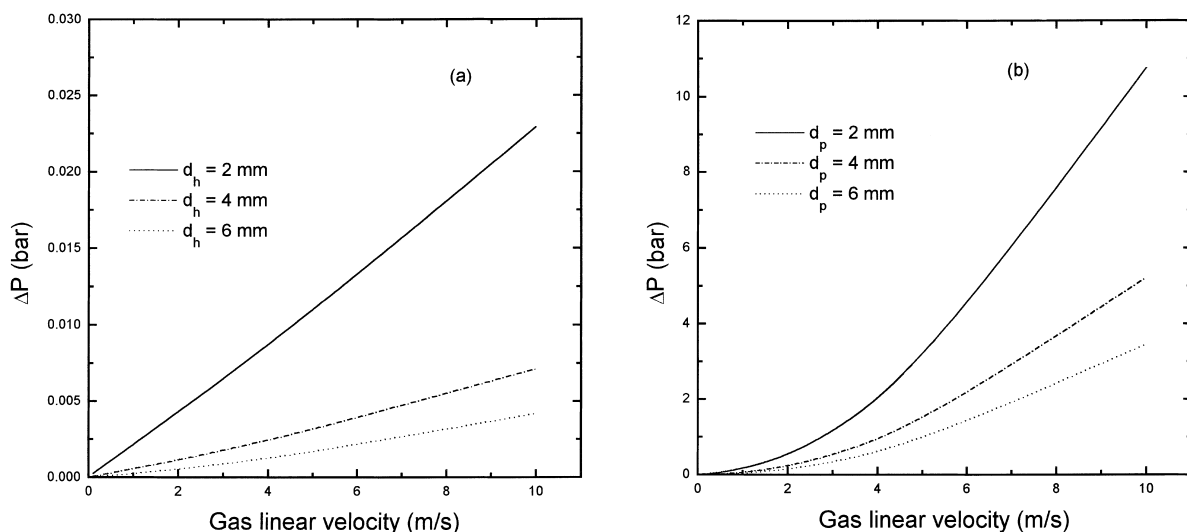 0.030
0.025
0.020
0.015
0.010
0.005
0.000
ΔP (bar)
(a)
d_h = 2 mm
d_h = 4 mm
d_h = 6 mm
0 2 4 6 8 10
Gas linear velocity (m/s)
12
10
8
6
4
2
0
ΔP (bar)
(b)
d_p = 2 mm
d_p = 4 mm
d_p = 6 mm
0 2 4 6 8 10
Gas linear velocity (m/s)